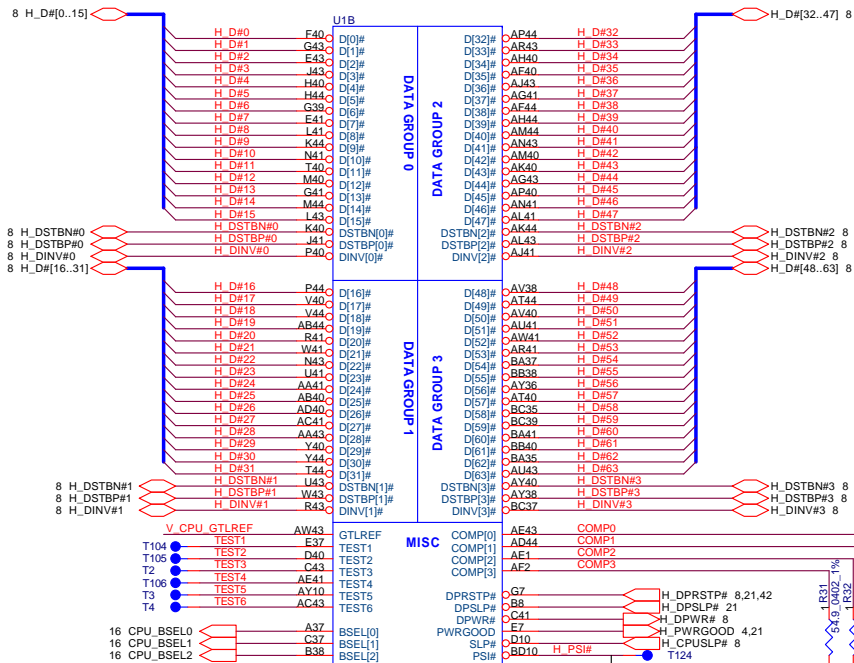 U1B
8 H_D#[0..15] H_D#[32..47] 8
H_D#0 F40 D[0]# D[32]# AP44 H_D#32
H_D#1 G43 D[1]# D[33]# AR43 H_D#33
H_D#2 E43 D[2]# D[34]# AH40 H_D#34
H_D#3 J43 D[3]# D[35]# AF40 H_D#35
H_D#4 H40 D[4]# D[36]# AJ43 H_D#36
H_D#5 H44 D[5]# D[37]# AG41 H_D#37
H_D#6 G39 D[6]# D[38]# AF44 H_D#38
H_D#7 E41 D[7]# D[39]# AH44 H_D#39
H_D#8 L41 D[8]# D[40]# AM44 H_D#40
H_D#9 K44 D[9]# D[41]# AN43 H_D#41
H_D#10 N41 D[10]# D[42]# AM40 H_D#42
H_D#11 T40 D[11]# D[43]# AK40 H_D#43
H_D#12 M40 D[12]# D[44]# AG43 H_D#44
H_D#13 G41 D[13]# D[45]# AP40 H_D#45
H_D#14 M44 D[14]# D[46]# AN41 H_D#46
H_D#15 L43 D[15]# D[47]# AL41 H_D#47
DATA GROUP 0
DATA GROUP 2
8 H_DSTBN#0 H_DSTBN#0 K40 DSTBN[0]# DSTBN[2]# AK44 H_DSTBN#2 H_DSTBN#2 8
8 H_DSTBP#0 H_DSTBP#0 J41 DSTBP[0]# DSTBP[2]# AL43 H_DSTBP#2 H_DSTBP#2 8
8 H_DINV#0 H_DINV#0 P40 DINV[0]# DINV[2]# AJ41 H_DINV#2 H_DINV#2 8
8 H_D#[16..31] H_D#[48..63] 8
H_D#16 P44 D[16]# D[48]# AV38 H_D#48
H_D#17 V40 D[17]# D[49]# AT44 H_D#49
H_D#18 V44 D[18]# D[50]# AV40 H_D#50
H_D#19 AB44 D[19]# D[51]# AU41 H_D#51
H_D#20 R41 D[20]# D[52]# AW41 H_D#52
H_D#21 W41 D[21]# D[53]# AR41 H_D#53
H_D#22 N43 D[22]# D[54]# BA37 H_D#54
H_D#23 U41 D[23]# D[55]# BB38 H_D#55
H_D#24 AA41 D[24]# D[56]# AY36 H_D#56
H_D#25 AB40 D[25]# D[57]# AT40 H_D#57
H_D#26 AD40 D[26]# D[58]# BC35 H_D#58
H_D#27 AC41 D[27]# D[59]# BC39 H_D#59
H_D#28 AA43 D[28]# D[60]# BA41 H_D#60
H_D#29 Y40 D[29]# D[61]# BB40 H_D#61
H_D#30 Y44 D[30]# D[62]# BA35 H_D#62
H_D#31 T44 D[31]# D[63]# AU43 H_D#63
DATA GROUP 1
DATA GROUP 3
8 H_DSTBN#1 H_DSTBN#1 U43 DSTBN[1]# DSTBN[3]# AY40 H_DSTBN#3 H_DSTBN#3 8
8 H_DSTBP#1 H_DSTBP#1 W43 DSTBP[1]# DSTBP[3]# AY38 H_DSTBP#3 H_DSTBP#3 8
8 H_DINV#1 H_DINV#1 R43 DINV[1]# DINV[3]# BC37 H_DINV#3 H_DINV#3 8
MISC
V_CPU_GTLREF AW43 GTLREF COMP[0] AE43 COMP0
T104 TEST1 E37 TEST1 COMP[1] AD44 COMP1
T105 TEST2 D40 TEST2 COMP[2] AE1 COMP2
T2 TEST3 C43 TEST3 COMP[3] AF2 COMP3
T106 TEST4 AE41 TEST4
T3 TEST5 AY10 TEST5 DPRSTP# G7 H_DPRSTP# 8,21,42
T4 TEST6 AC43 TEST6 DPSLP# B8 H_DPSLP# 21
DPWR# C41 H_DPWR# 8
16 CPU_BSEL0 A37 BSEL[0] PWRGOOD E7 H_PWRGOOD 4,21
16 CPU_BSEL1 C37 BSEL[1] SLP# D10 H_CPUSLP# 8
16 CPU_BSEL2 B38 BSEL[2] PSI# BD10 H_PSI# T124
1 R31
54.9_0402_1%
1 R32